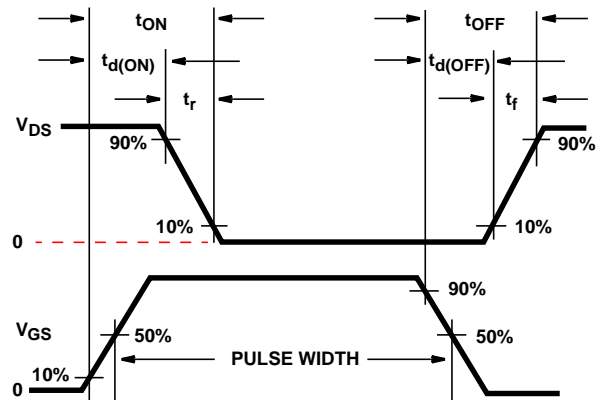 tON
tOFF
td(ON)
td(OFF)
tr
tf
VDS
90%
90%
10%
10%
0
90%
VGS
50%
50%
PULSE WIDTH
10%
0